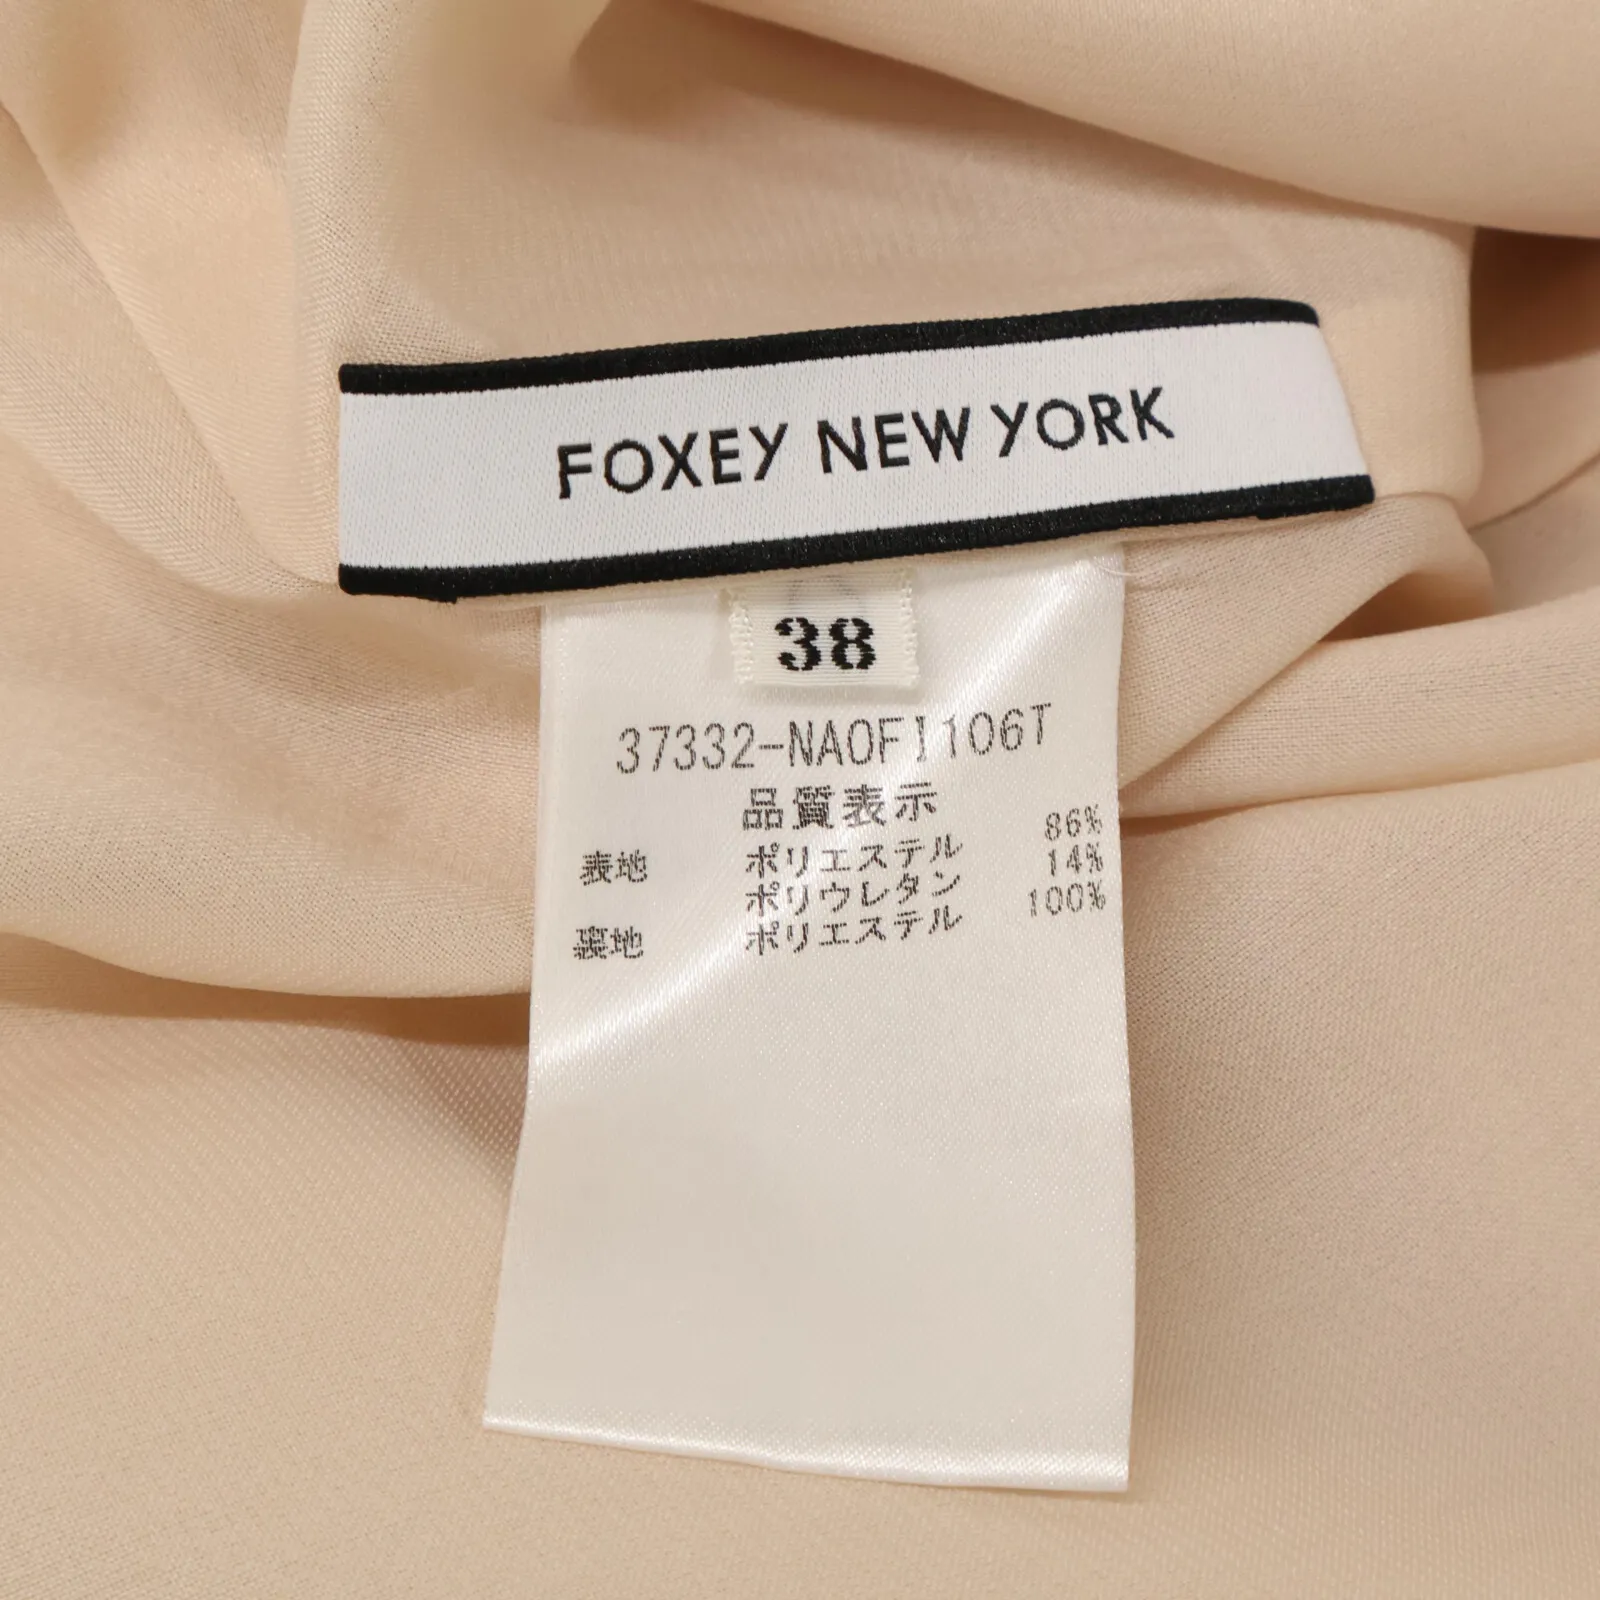 FOXEY NEW YORK
38
37332-NAOFI106T
品質表示
表地 ポリエステル 86%
ポリウレタン 14%
裏地 ポリエステル 100%